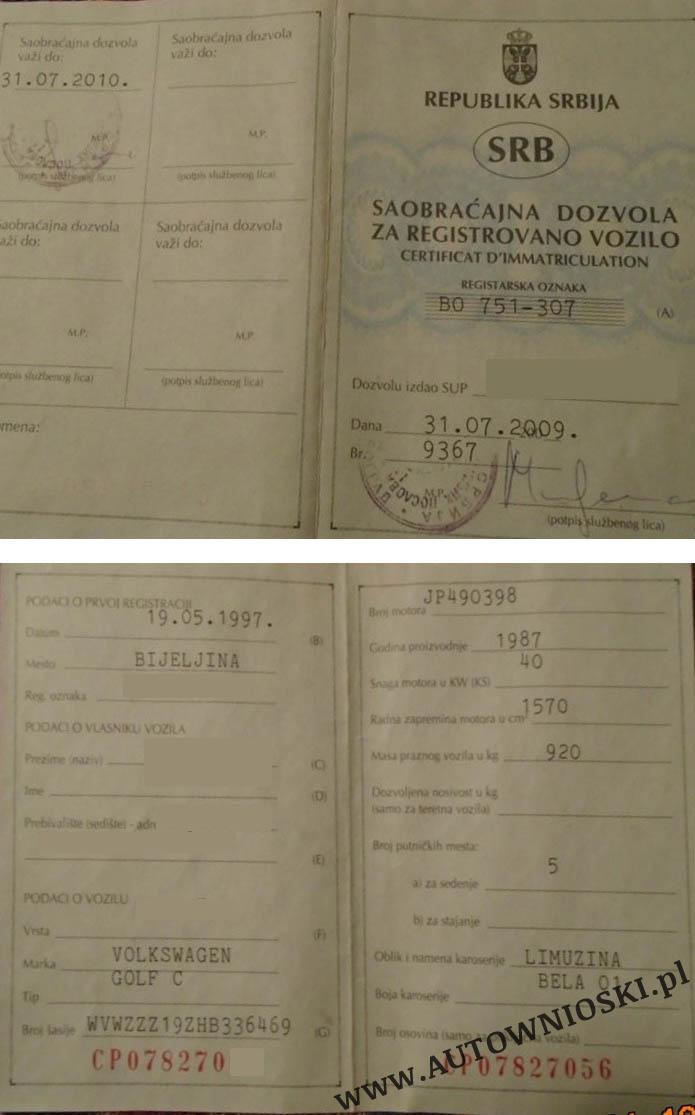 Saobraćajna dozvola
važi do:
31.07.2010.
M.P.
(potpis službenog lica)
Saobraćajna dozvola
važi do:
M.P.
(potpis službenog lica)
Saobraćajna dozvola
važi do:
M.P.
(potpis službenog lica)
Saobraćajna dozvola
važi do:
M.P.
(potpis službenog lica)
mena:
REPUBLIKA SRBIJA
SRB
SAOBRAĆAJNA DOZVOLA
ZA REGISTROVANO VOZILO
CERTIFICAT D'IMMATRICULATION
REGISTARSKA OZNAKA
BO 751-307 (A)
Dozvolu izdao SUP
Dana 31.07.2009.
Br. 9367
M.P.
(potpis službenog lica)
PODACI O PRVOJ REGISTRACIJI
Datum 19.05.1997. (B)
Mesto BIJELJINA
Reg. oznaka
PODACI O VLASNIKU VOZILA
Prezime (naziv) (C)
Ime (D)
Prebivalište (sedište) - adr
(E)
PODACI O VOZILU
Vrsta (F)
Marka VOLKSWAGEN
Tip GOLF C
Broj šasije WVWZZZ19ZHB336469 (G)
CP078270
Broj motora JP490398
Godina proizvodnje 1987
Snaga motora u KW (KS) 40
Radna zapremina motora u cm³ 1570
Masa praznog vozila u kg 920
Dozvoljena nosivost u kg
(samo za teretna vozila)
Broj putničkih mesta:
a) za sedenje 5
b) za stajanje
Oblik i namena karoserije LIMUZINA
Boja karoserije BELA 01
Broj osovina (samo za vozila)
CP07827056
www.AUTOWNIOSKI.pl